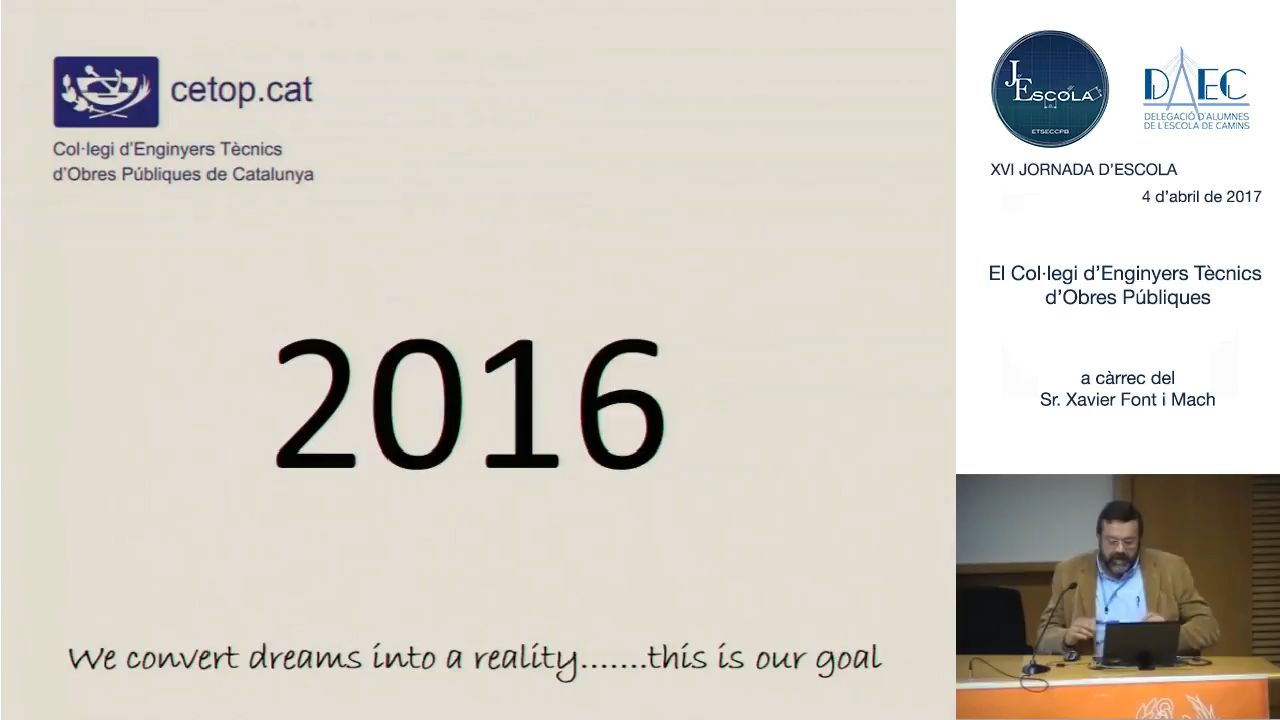 cetop.cat
Col·legi d'Enginyers Tècnics
d'Obres Públiques de Catalunya
2016
We convert dreams into a reality.......this is our goal
J
ESCOLA
ETSECCPB
DAEC
DELEGACIÓ D'ALUMNES
DE L'ESCOLA DE CAMINS
XVI JORNADA D'ESCOLA
4 d'abril de 2017
El Col·legi d'Enginyers Tècnics
d'Obres Públiques
a càrrec del
Sr. Xavier Font i Mach